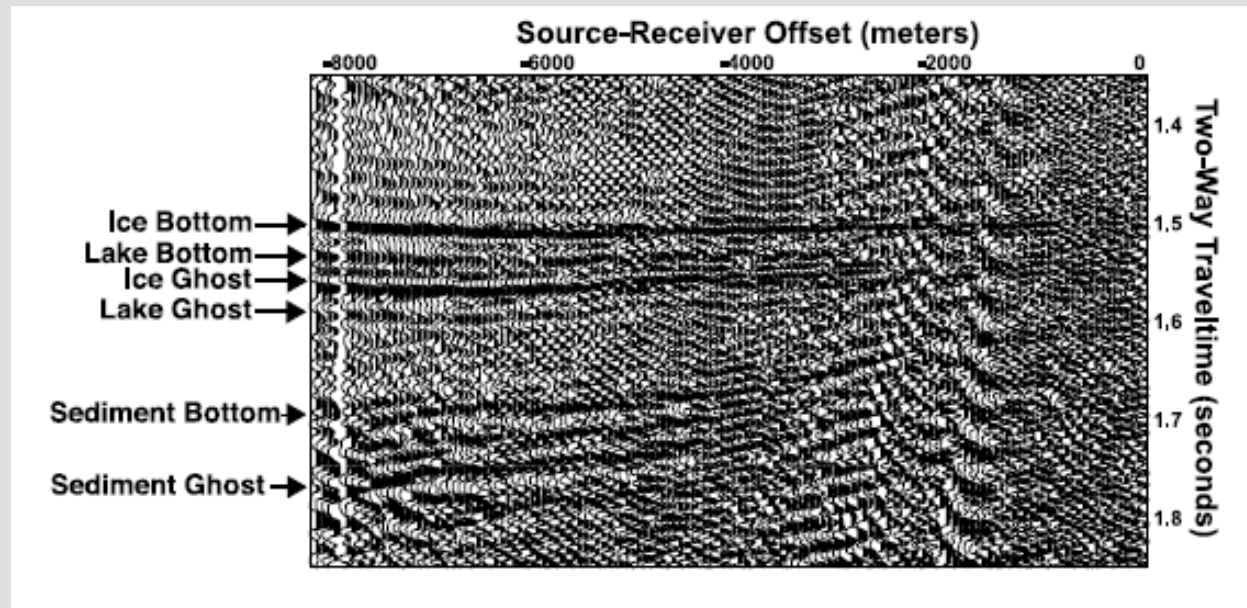 Source-Receiver Offset (meters)
-8000 -6000 -4000 -2000 0
Two-Way Traveltime (seconds)
1.4
1.5
1.6
1.7
1.8
Ice Bottom
Lake Bottom
Ice Ghost
Lake Ghost
Sediment Bottom
Sediment Ghost